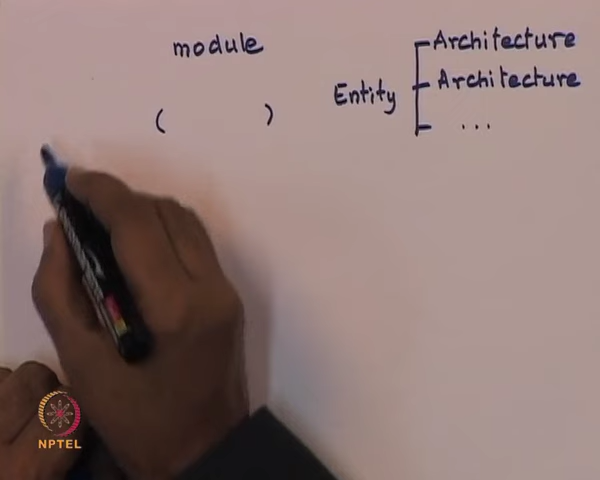 module
(          )
Entity
Architecture
Architecture
...
NPTEL